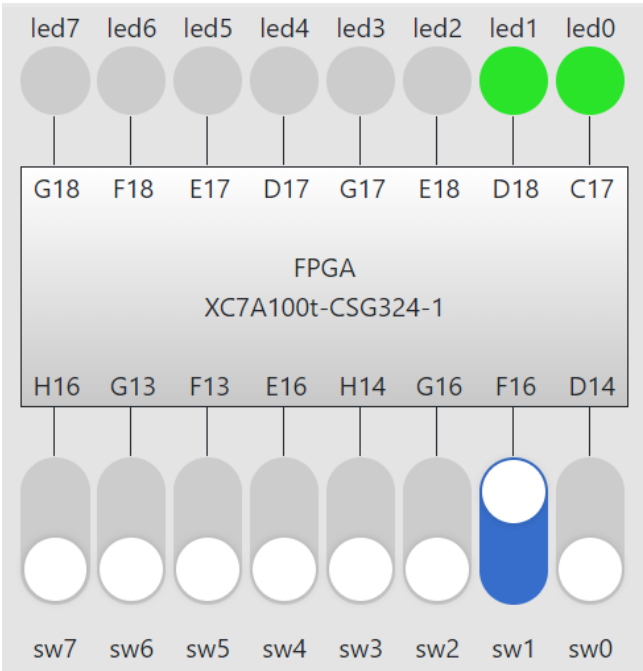 led7 led6 led5 led4 led3 led2 led1 led0
G18 F18 E17 D17 G17 E18 D18 C17
FPGA
XC7A100t-CSG324-1
H16 G13 F13 E16 H14 G16 F16 D14
sw7 sw6 sw5 sw4 sw3 sw2 sw1 sw0